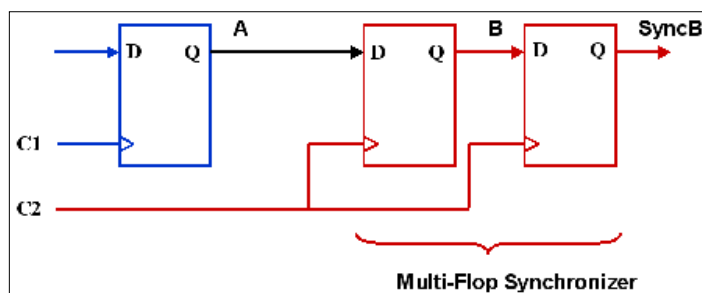 A B SyncB
D Q D Q D Q
C1
C2
Multi-Flop Synchronizer